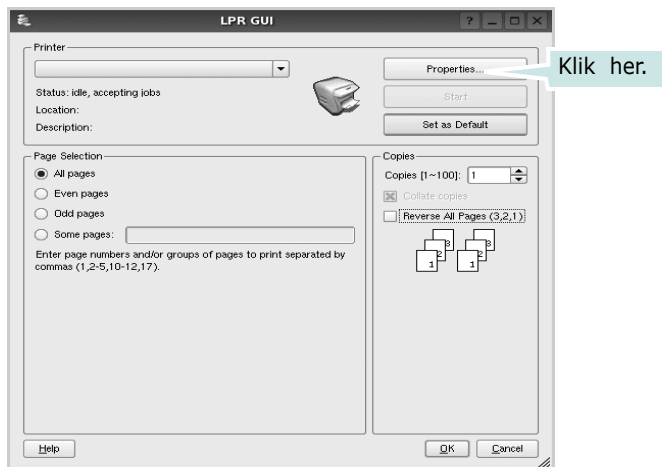 LPR GUI
Printer
Properties...
Klik her.
Status: idle, accepting jobs
Start
Location:
Description:
Set as Default
Page Selection
All pages
Even pages
Odd pages
Some pages:
Enter page numbers and/or groups of pages to print separated by
commas (1,2-5,10-12,17).
Copies
Copies [1~100]: 1
Collate copies
Reverse All Pages (3,2,1)
3 3
2 2
1 1
Help
OK
Cancel